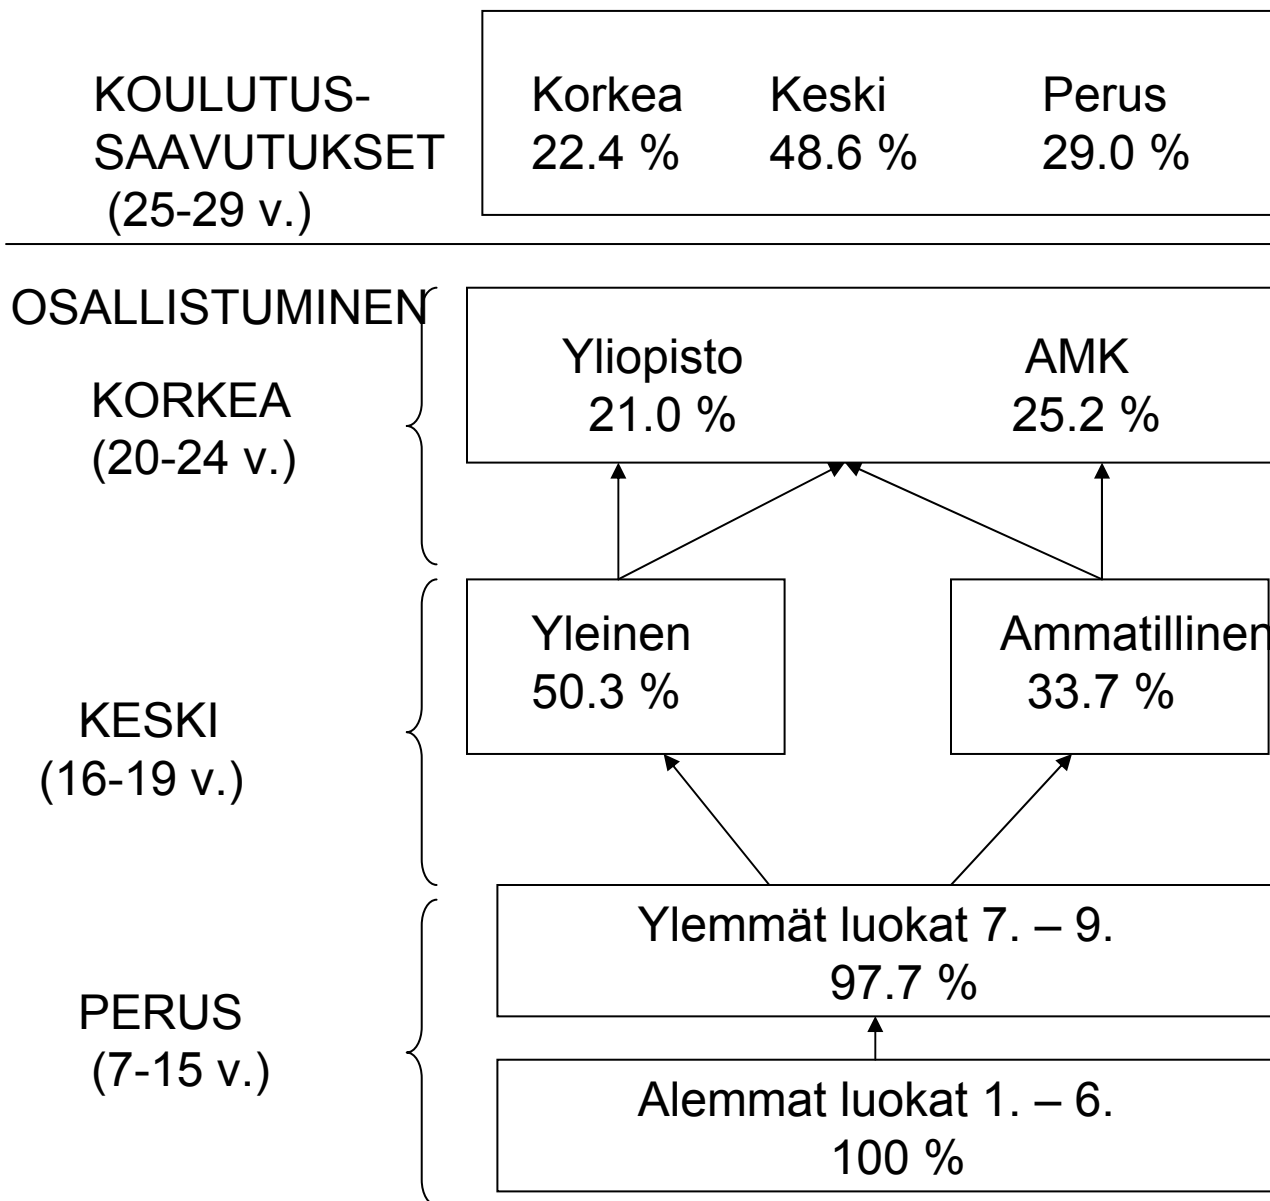 KOULUTUS-
SAAVUTUKSET
(25-29 v.)
Korkea Keski Perus
22.4 % 48.6 % 29.0 %
OSALLISTUMINEN
KORKEA
(20-24 v.)
Yliopisto AMK
21.0 % 25.2 %
KESKI
(16-19 v.)
Yleinen Ammatillinen
50.3 % 33.7 %
PERUS
(7-15 v.)
Ylemmät luokat 7. – 9.
97.7 %
Alemmat luokat 1. – 6.
100 %